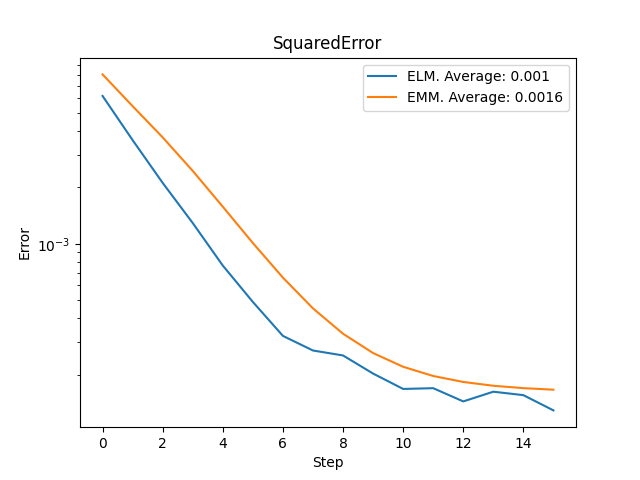 SquaredError
ELM. Average: 0.001
EMM. Average: 0.0016
Error
10⁻³
0 2 4 6 8 10 12 14
Step